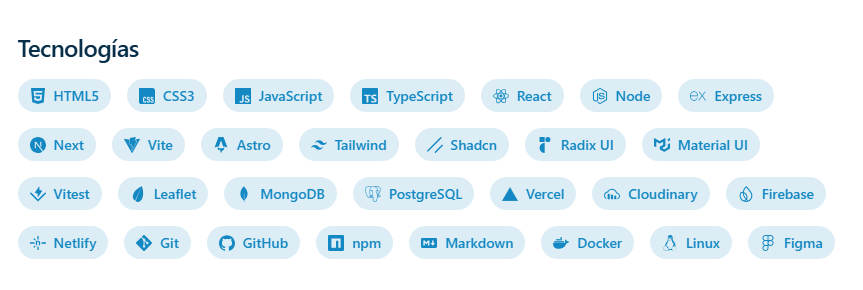 Tecnologías
HTML5 CSS3 JavaScript TypeScript React Node Express
Next Vite Astro Tailwind Shadcn Radix UI Material UI
Vitest Leaflet MongoDB PostgreSQL Vercel Cloudinary Firebase
Netlify Git GitHub npm Markdown Docker Linux Figma